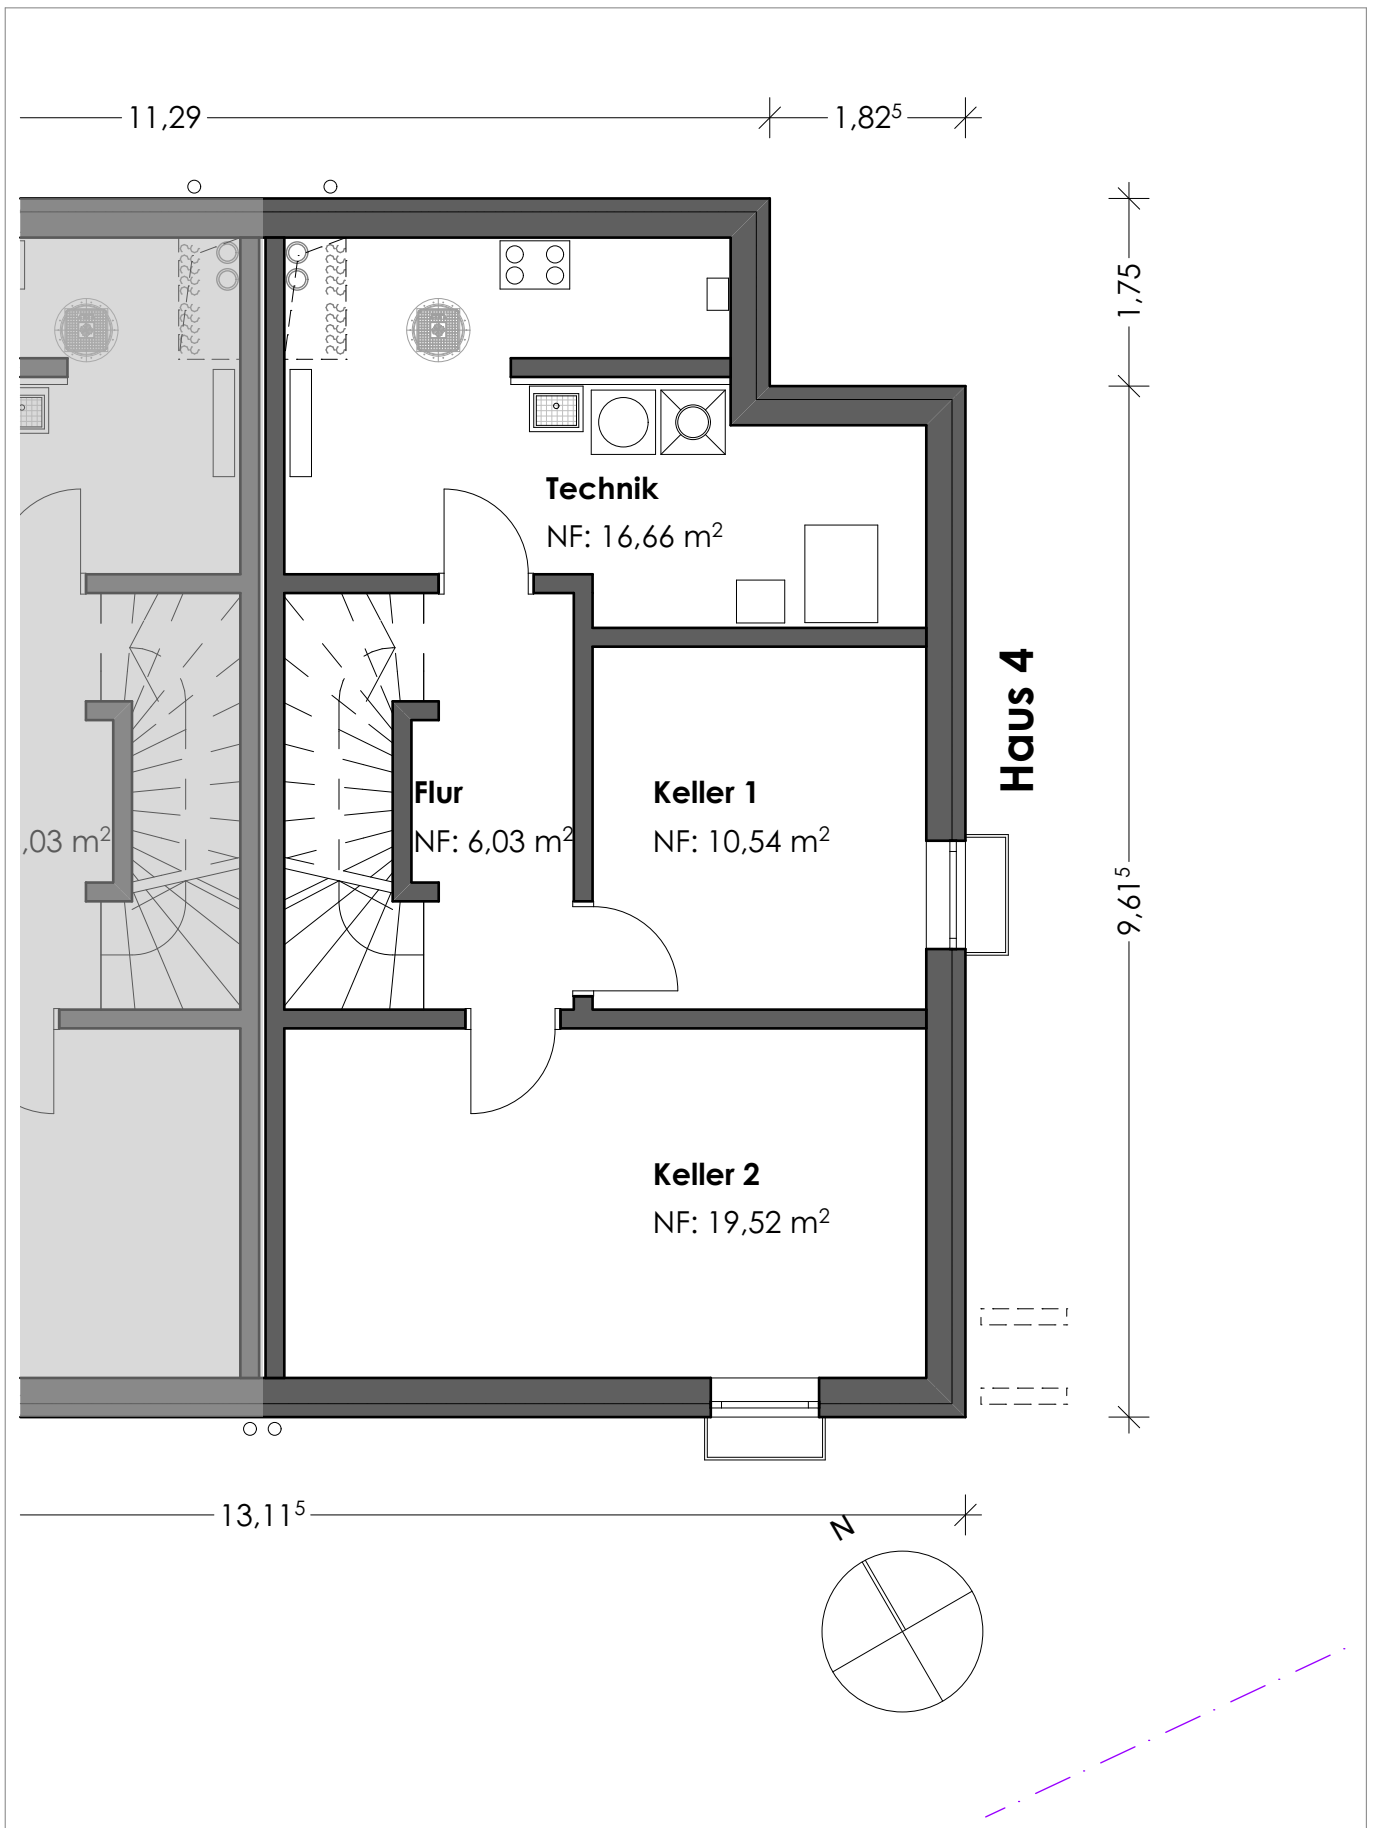 11,29
1,82⁵
1,75
Technik
NF: 16,66 m²
Haus 4
Flur
NF: 6,03 m²
Keller 1
NF: 10,54 m²
,03 m²
9,61⁵
Keller 2
NF: 19,52 m²
13,11⁵
N